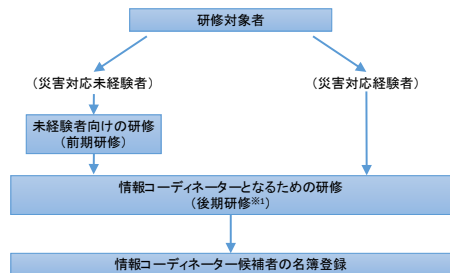 研修対象者
（災害対応未経験者）
（災害対応経験者）
未経験者向けの研修
（前期研修）
情報コーディネーターとなるための研修
（後期研修※1）
情報コーディネーター候補者の名簿登録